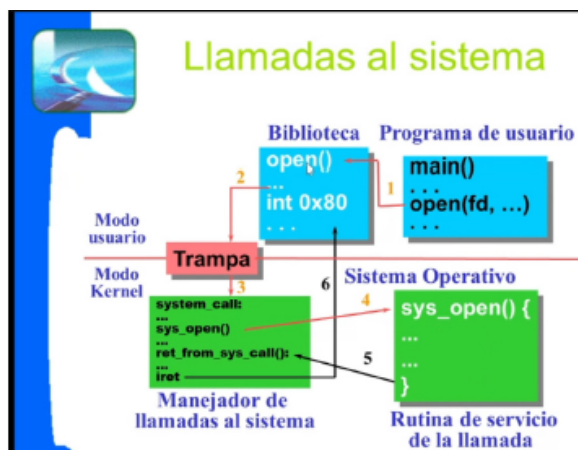 Llamadas al sistema
Biblioteca
Programa de usuario
open()
...
int 0x80
. . .
main()
. . .
open(fd, ...)
...
2
1
Modo
usuario
Trampa
Modo
Kernel
3
6
Sistema Operativo
system_call:
...
sys_open()
...
ret_from_sys_call():
...
iret
4
5
sys_open() {
...
...
}
Manejador de
llamadas al sistema
Rutina de servicio
de la llamada